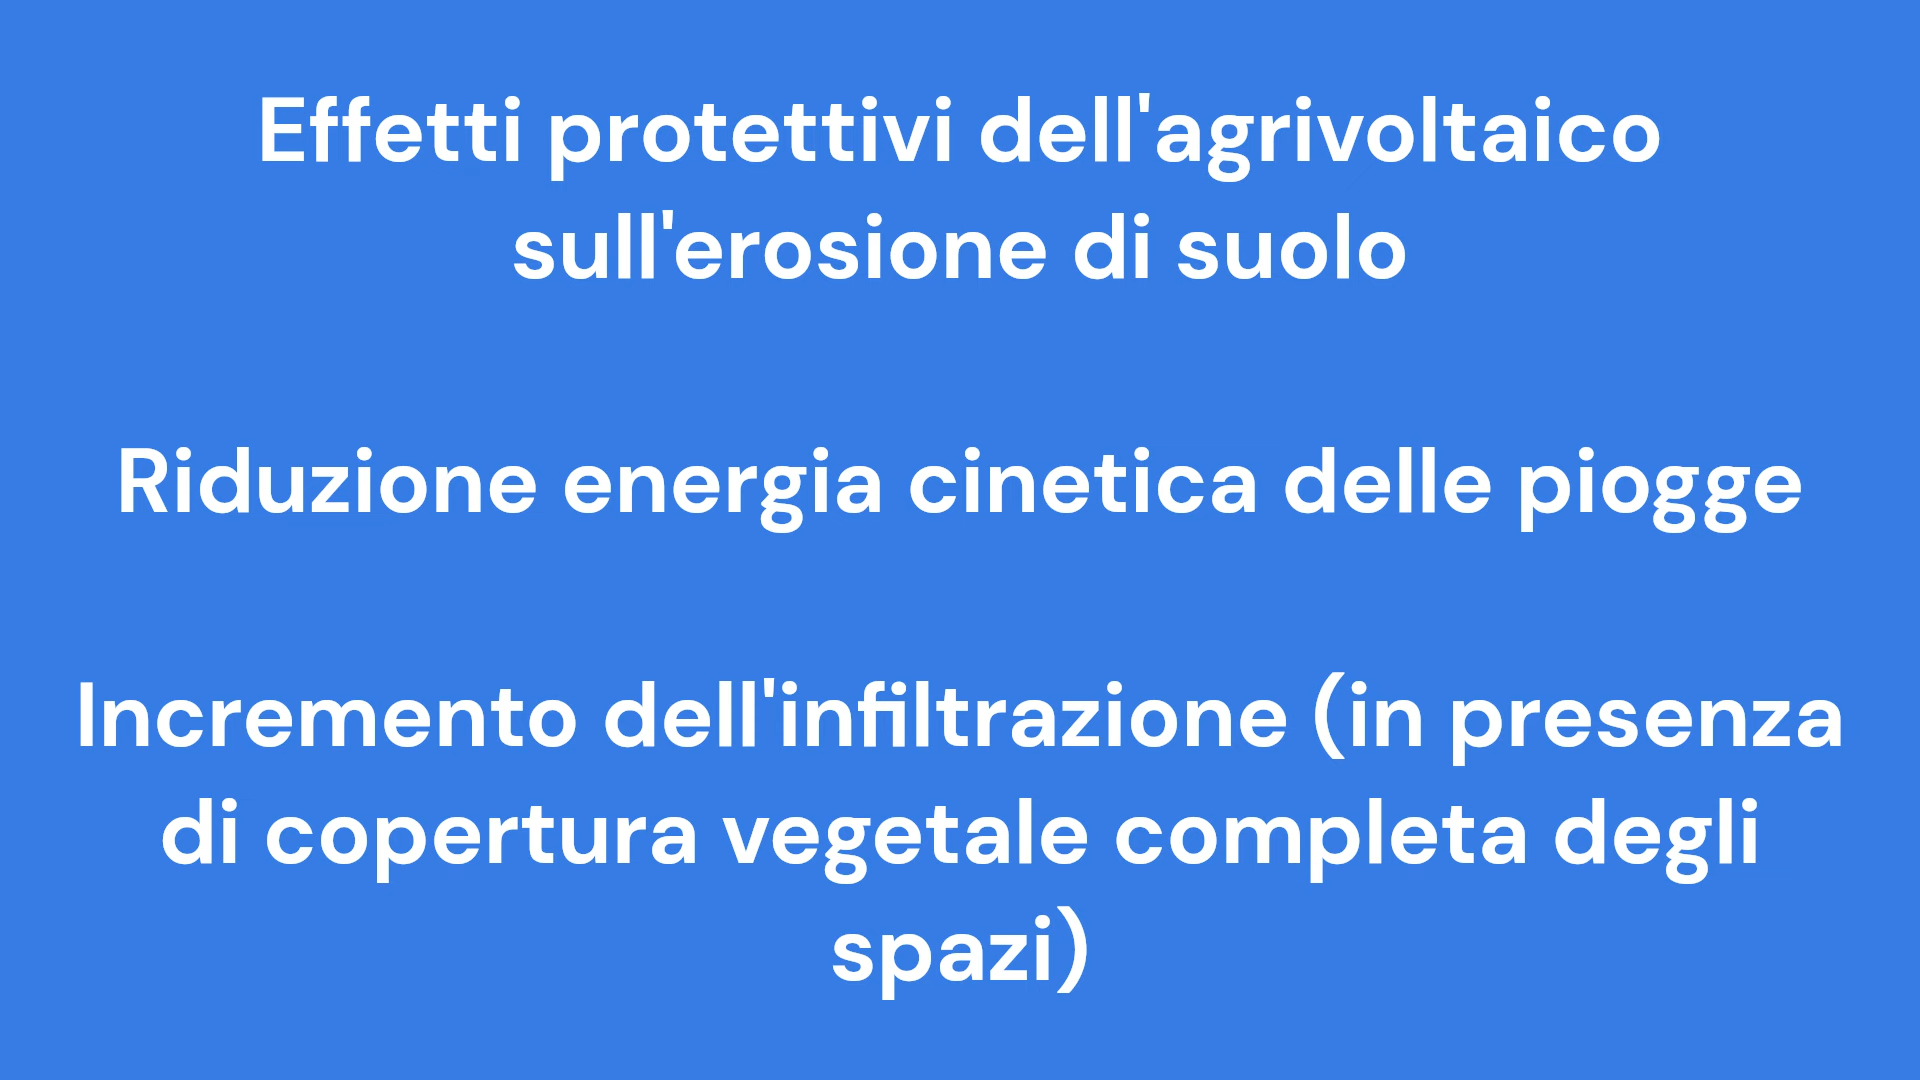 Effetti protettivi dell'agrivoltaico
sull'erosione di suolo
Riduzione energia cinetica delle piogge
Incremento dell'infiltrazione (in presenza
di copertura vegetale completa degli
spazi)